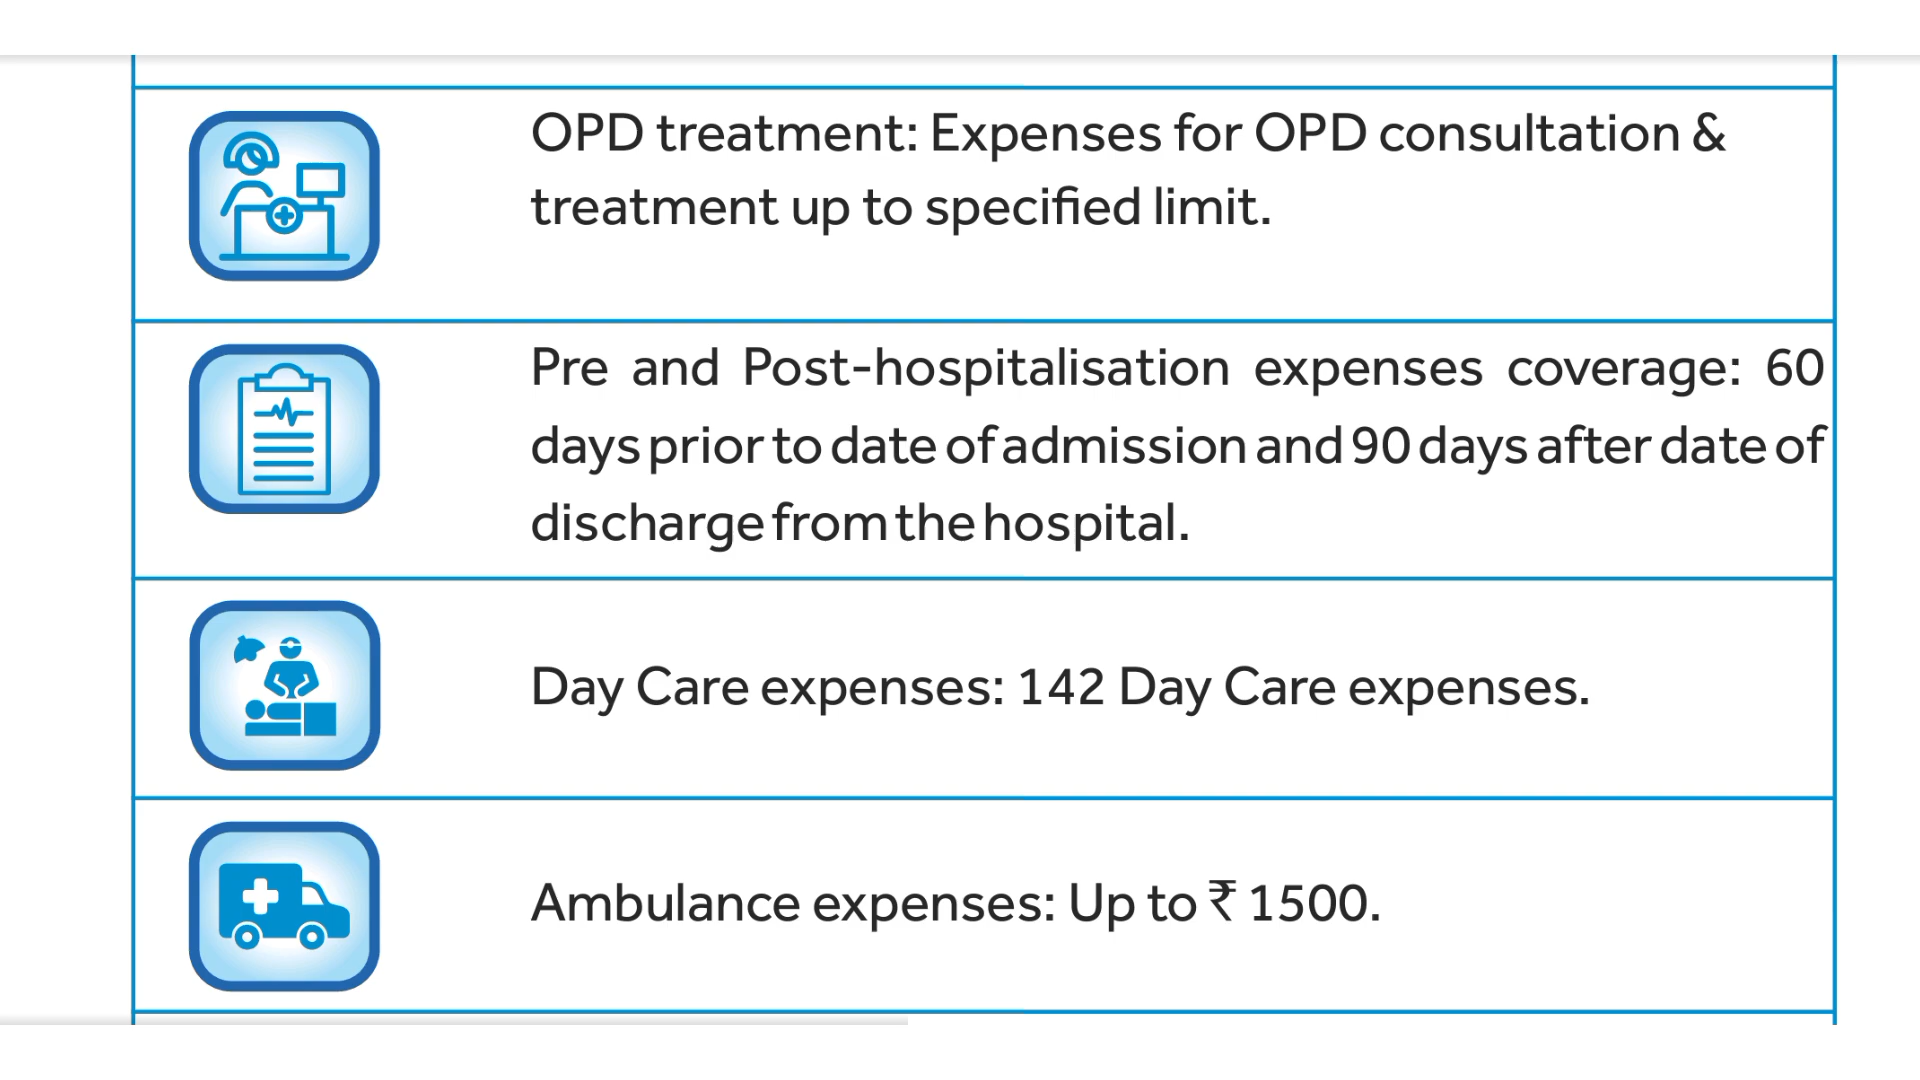 OPD treatment: Expenses for OPD consultation &
treatment up to specified limit.
Pre and Post-hospitalisation expenses coverage: 60
days prior to date of admission and 90 days after date of
discharge from the hospital.
Day Care expenses: 142 Day Care expenses.
Ambulance expenses: Up to ₹ 1500.